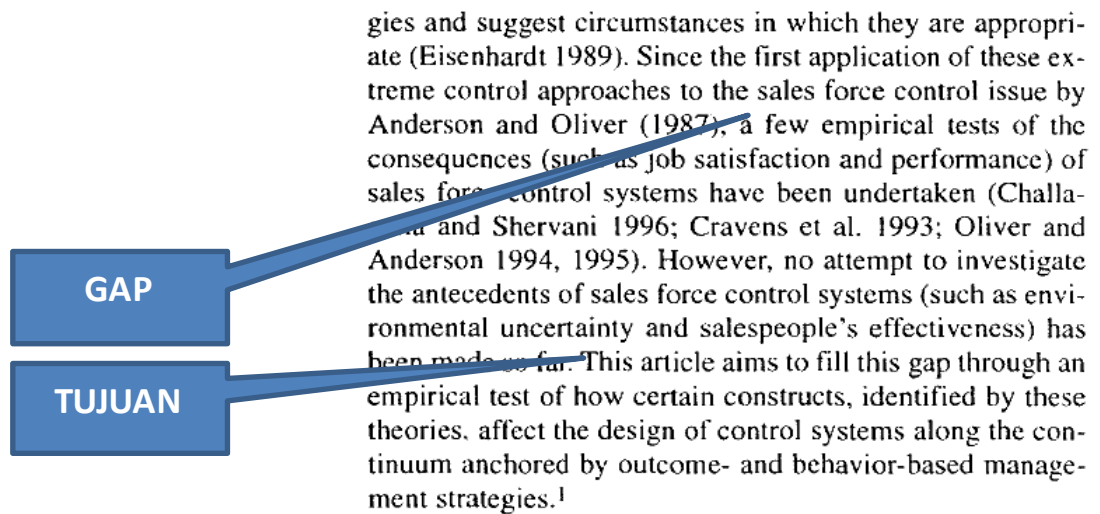 gies and suggest circumstances in which they are appropri-
ate (Eisenhardt 1989). Since the first application of these ex-
treme control approaches to the sales force control issue by
Anderson and Oliver (1987), a few empirical tests of the
consequences (such as job satisfaction and performance) of
sales force control systems have been undertaken (Challa-
and Shervani 1996; Cravens et al. 1993; Oliver and
Anderson 1994, 1995). However, no attempt to investigate
the antecedents of sales force control systems (such as envi-
ronmental uncertainty and salespeople's effectiveness) has
been made so far. This article aims to fill this gap through an
empirical test of how certain constructs, identified by these
theories, affect the design of control systems along the con-
tinuum anchored by outcome- and behavior-based manage-
ment strategies.¹
GAP
TUJUAN